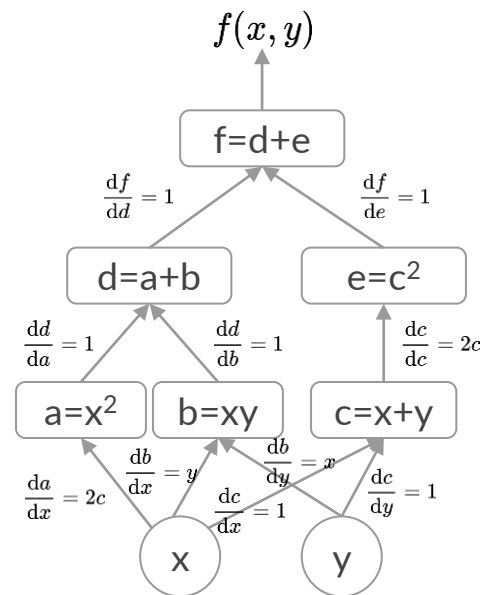 f(x, y)
f=d+e
df/dd = 1
df/de = 1
d=a+b
e=c²
dd/da = 1
dd/db = 1
dc/dc = 2c
a=x²
b=xy
c=x+y
da/dx = 2c
db/dx = y
dc/dx = 1
db/dy = x
dc/dy = 1
x
y